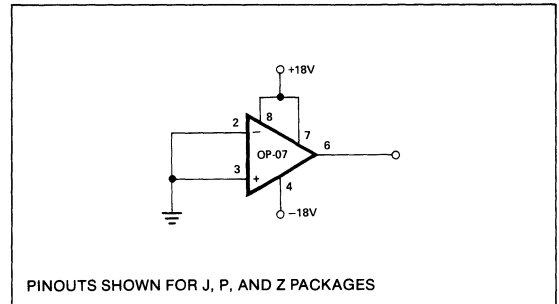 +18V
8
2
−
7
OP-07
6
3
+
4
−18V
PINOUTS SHOWN FOR J, P, AND Z PACKAGES